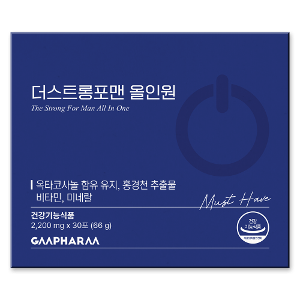 더스트롱포맨 올인원
The Strong For Man All In One
옥타코사놀 함유 유지, 홍경천 추출물
비타민, 미네랄
Must Have
건강기능식품
2,200 mg x 30포 (66 g)
GAAPHARAA